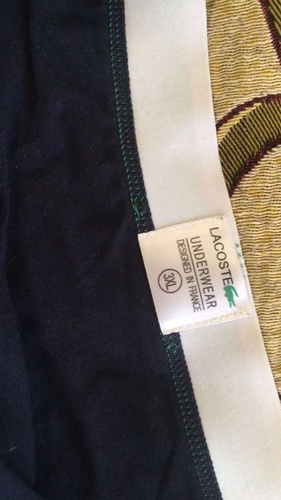 LACOSTE
UNDERWEAR
DESIGNED IN FRANCE
3XL